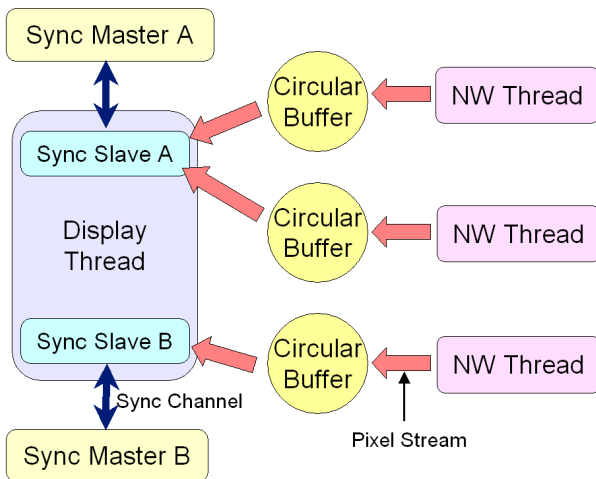 Sync Master A
Circular
Buffer
NW Thread
Sync Slave A
Display
Thread
Circular
Buffer
NW Thread
Sync Slave B
Circular
Buffer
NW Thread
Sync Channel
Pixel Stream
Sync Master B